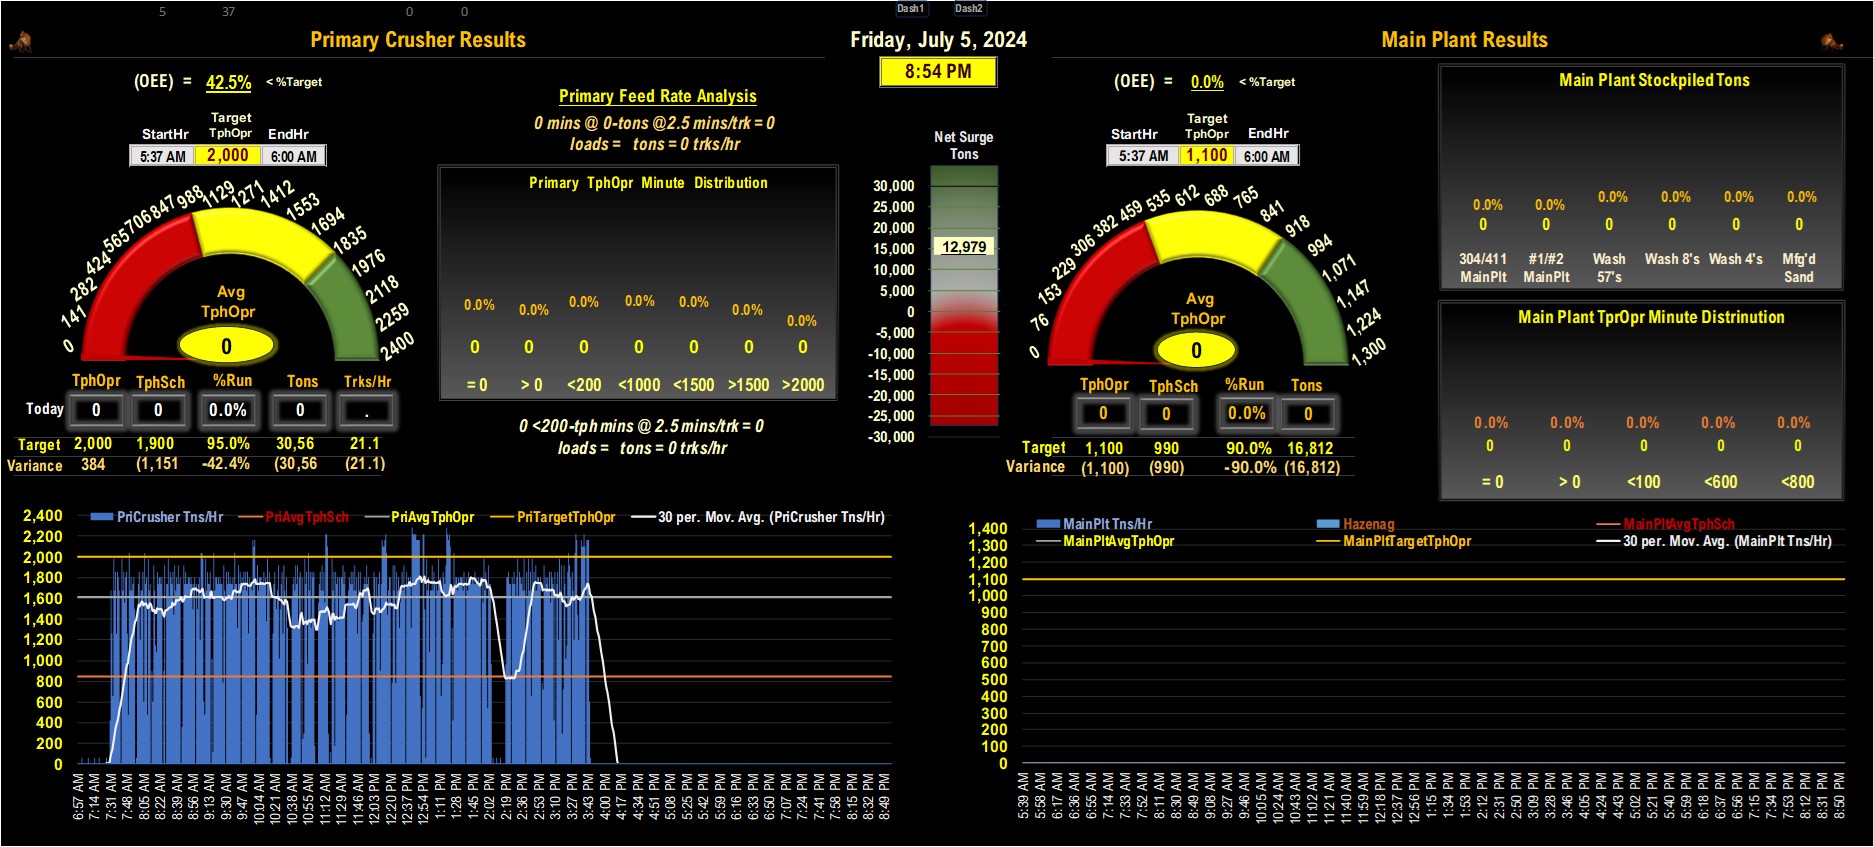 5 37 0 0 Dash1 Dash2
Primary Crusher Results
Friday, July 5, 2024
Main Plant Results
8:54 PM
(OEE) = 42.5% < %Target
Target
StartHr TphOpr EndHr
5:37 AM 2,000 6:00 AM
0 141 282 424 565 706 847 988 1129 1271 1412 1553 1694 1835 1976 2118 2259 2400
Avg
TphOpr
0
TphOpr TphSch %Run Tons Trks/Hr
Today 0 0 0.0% 0 .
Target 2,000 1,900 95.0% 30,56 21.1
Variance 384 (1,151 -42.4% (30,56 (21.1)
Primary Feed Rate Analysis
0 mins @ 0-tons @2.5 mins/trk = 0
loads = tons = 0 trks/hr
Primary TphOpr Minute Distribution
0.0% 0.0% 0.0% 0.0% 0.0% 0.0% 0.0%
0 0 0 0 0 0 0
= 0 > 0 <200 <1000 <1500 >1500 >2000
0 <200-tph mins @ 2.5 mins/trk = 0
loads = tons = 0 trks/hr
Net Surge
Tons
30,000
25,000
20,000
15,000
12,979
10,000
5,000
0
-5,000
-10,000
-15,000
-20,000
-25,000
-30,000
(OEE) = 0.0% < %Target
Target
StartHr TphOpr EndHr
5:37 AM 1,100 6:00 AM
0 76 153 229 306 382 459 535 612 688 765 841 918 994 1,071 1,147 1,224 1,300
Avg
TphOpr
0
TphOpr TphSch %Run Tons
0 0 0.0% 0
Target 1,100 990 90.0% 16,812
Variance (1,100) (990) -90.0% (16,812)
Main Plant Stockpiled Tons
0.0% 0.0% 0.0% 0.0% 0.0% 0.0%
0 0 0 0 0 0
304/411 #1/#2 Wash Wash 8's Wash 4's Mfg'd
MainPlt MainPlt 57's Sand
Main Plant TprOpr Minute Distrinution
0.0% 0.0% 0.0% 0.0% 0.0%
0 0 0 0 0
= 0 > 0 <100 <600 <800
PriCrusher Tns/Hr PriAvgTphSch PriAvgTphOpr PriTargetTphOpr 30 per. Mov. Avg. (PriCrusher Tns/Hr)
2,400
2,200
2,000
1,800
1,600
1,400
1,200
1,000
800
600
400
200
0
6:57 AM 7:14 AM 7:31 AM 7:48 AM 8:05 AM 8:22 AM 8:39 AM 8:56 AM 9:13 AM 9:30 AM 9:47 AM 10:04 AM 10:21 AM 10:38 AM 10:55 AM 11:12 AM 11:29 AM 11:46 AM 12:03 PM 12:20 PM 12:37 PM 12:54 PM 1:11 PM 1:28 PM 1:45 PM 2:02 PM 2:19 PM 2:36 PM 2:53 PM 3:10 PM 3:27 PM 3:43 PM 4:00 PM 4:17 PM 4:34 PM 4:51 PM 5:08 PM 5:25 PM 5:42 PM 5:59 PM 6:16 PM 6:33 PM 6:50 PM 7:07 PM 7:24 PM 7:41 PM 7:58 PM 8:15 PM 8:32 PM 8:49 PM
MainPlt Tns/Hr Hazenag MainPltAvgTphSch
MainPltAvgTphOpr MainPltTargetTphOpr 30 per. Mov. Avg. (MainPlt Tns/Hr)
1,400
1,300
1,200
1,100
1,000
900
800
700
600
500
400
300
200
100
0
5:39 AM 5:58 AM 6:17 AM 6:36 AM 6:55 AM 7:14 AM 7:33 AM 7:52 AM 8:11 AM 8:30 AM 8:49 AM 9:08 AM 9:27 AM 9:46 AM 10:05 AM 10:24 AM 10:43 AM 11:02 AM 11:21 AM 11:40 AM 11:59 AM 12:18 PM 12:37 PM 12:56 PM 1:15 PM 1:34 PM 1:53 PM 2:12 PM 2:31 PM 2:50 PM 3:09 PM 3:28 PM 3:46 PM 4:05 PM 4:24 PM 4:43 PM 5:02 PM 5:21 PM 5:40 PM 5:59 PM 6:18 PM 6:37 PM 6:56 PM 7:15 PM 7:34 PM 7:53 PM 8:12 PM 8:31 PM 8:50 PM